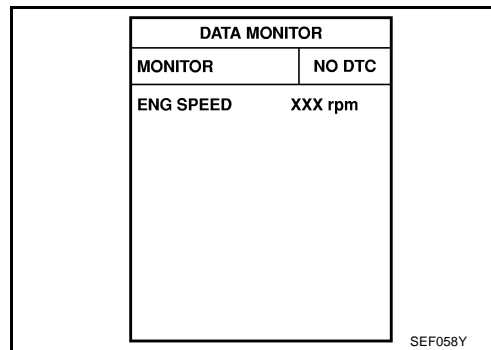 DATA MONITOR
MONITOR NO DTC
ENG SPEED XXX rpm
SEF058Y